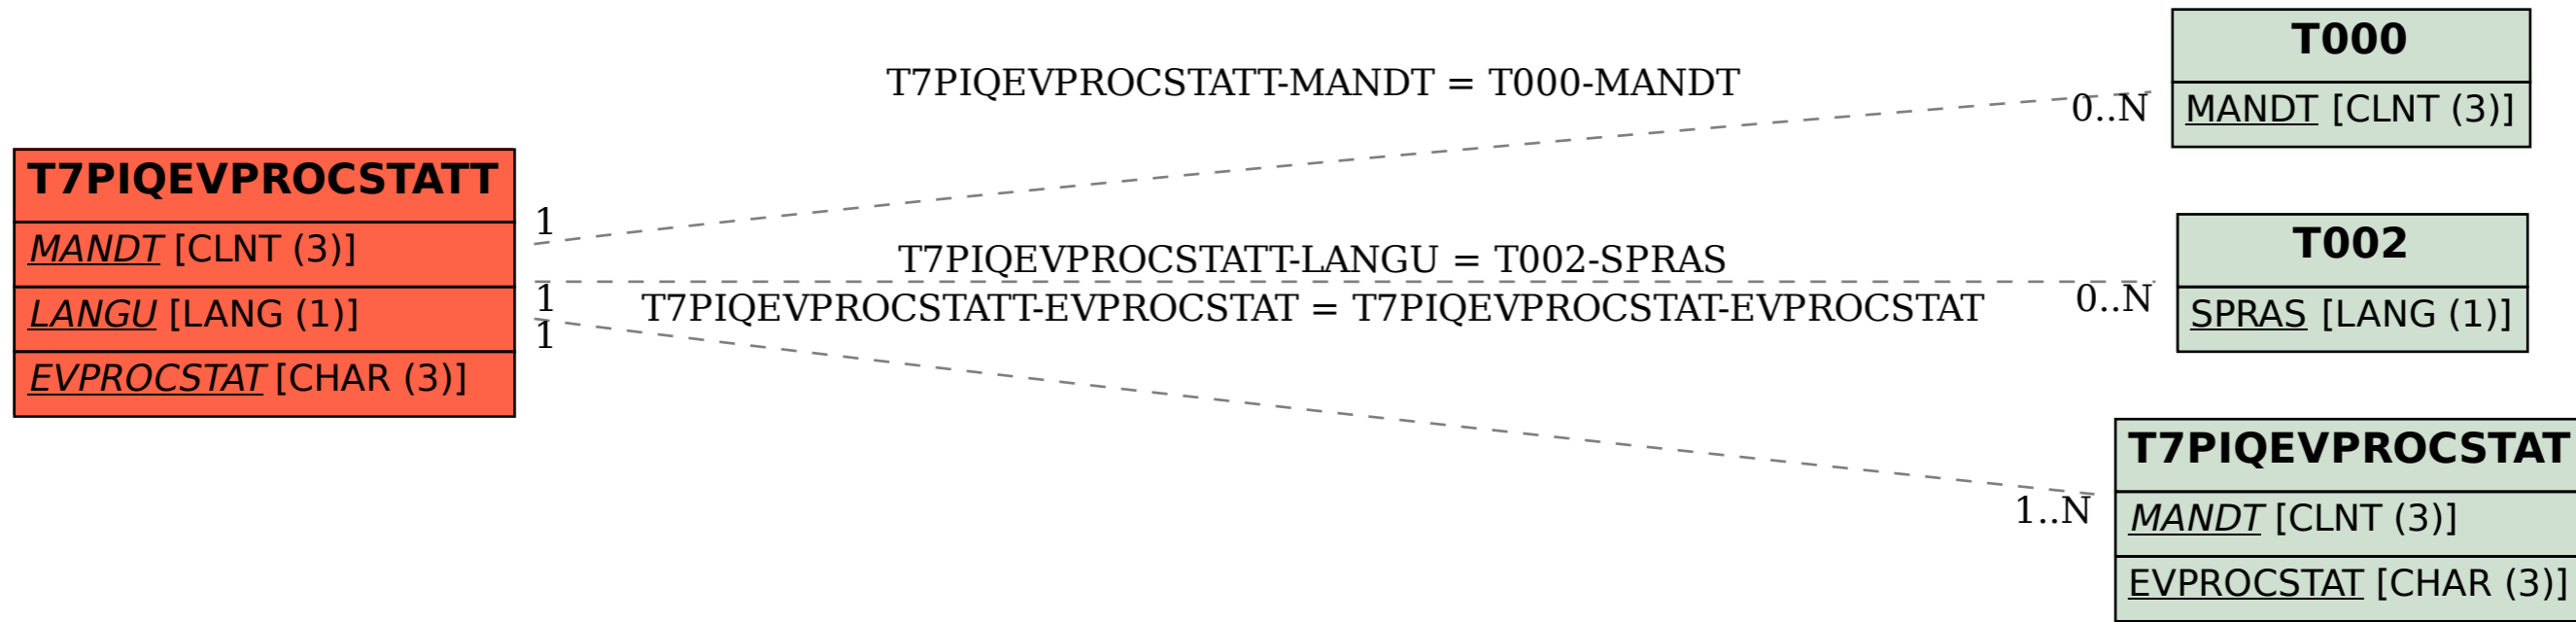 T7PIQEVPROCSTATT
MANDT [CLNT (3)]
LANGU [LANG (1)]
EVPROCSTAT [CHAR (3)]
T7PIQEVPROCSTATT-MANDT = T000-MANDT
1
0..N
T7PIQEVPROCSTATT-LANGU = T002-SPRAS
1
0..N
T7PIQEVPROCSTATT-EVPROCSTAT = T7PIQEVPROCSTAT-EVPROCSTAT
1
1..N
T000
MANDT [CLNT (3)]
T002
SPRAS [LANG (1)]
T7PIQEVPROCSTAT
MANDT [CLNT (3)]
EVPROCSTAT [CHAR (3)]